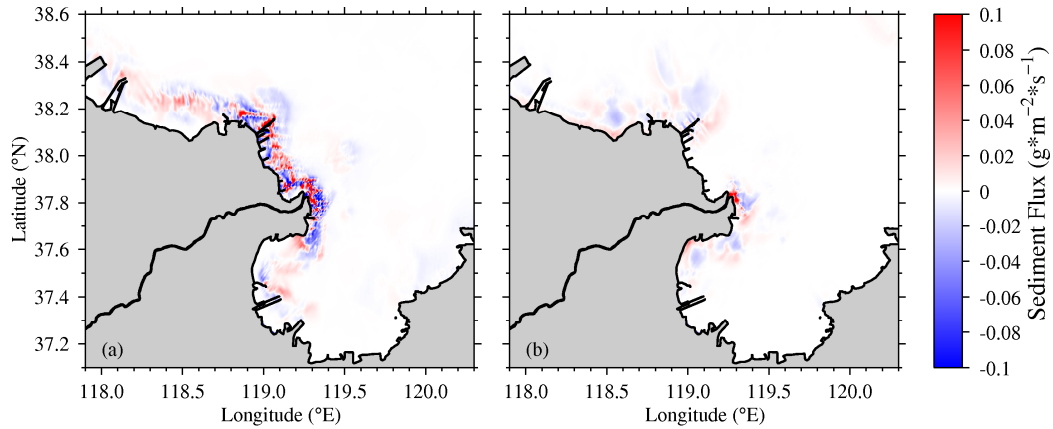 38.6
38.4
38.2
38.0
37.8
37.6
37.4
37.2
Latitude (°N)
(a)
118.0 118.5 119.0 119.5 120.0
Longitude (°E)
(b)
118.0 118.5 119.0 119.5 120.0
Longitude (°E)
0.1
0.08
0.06
0.04
0.02
0
-0.02
-0.04
-0.06
-0.08
-0.1
Sediment Flux (g*m⁻²*s⁻¹)